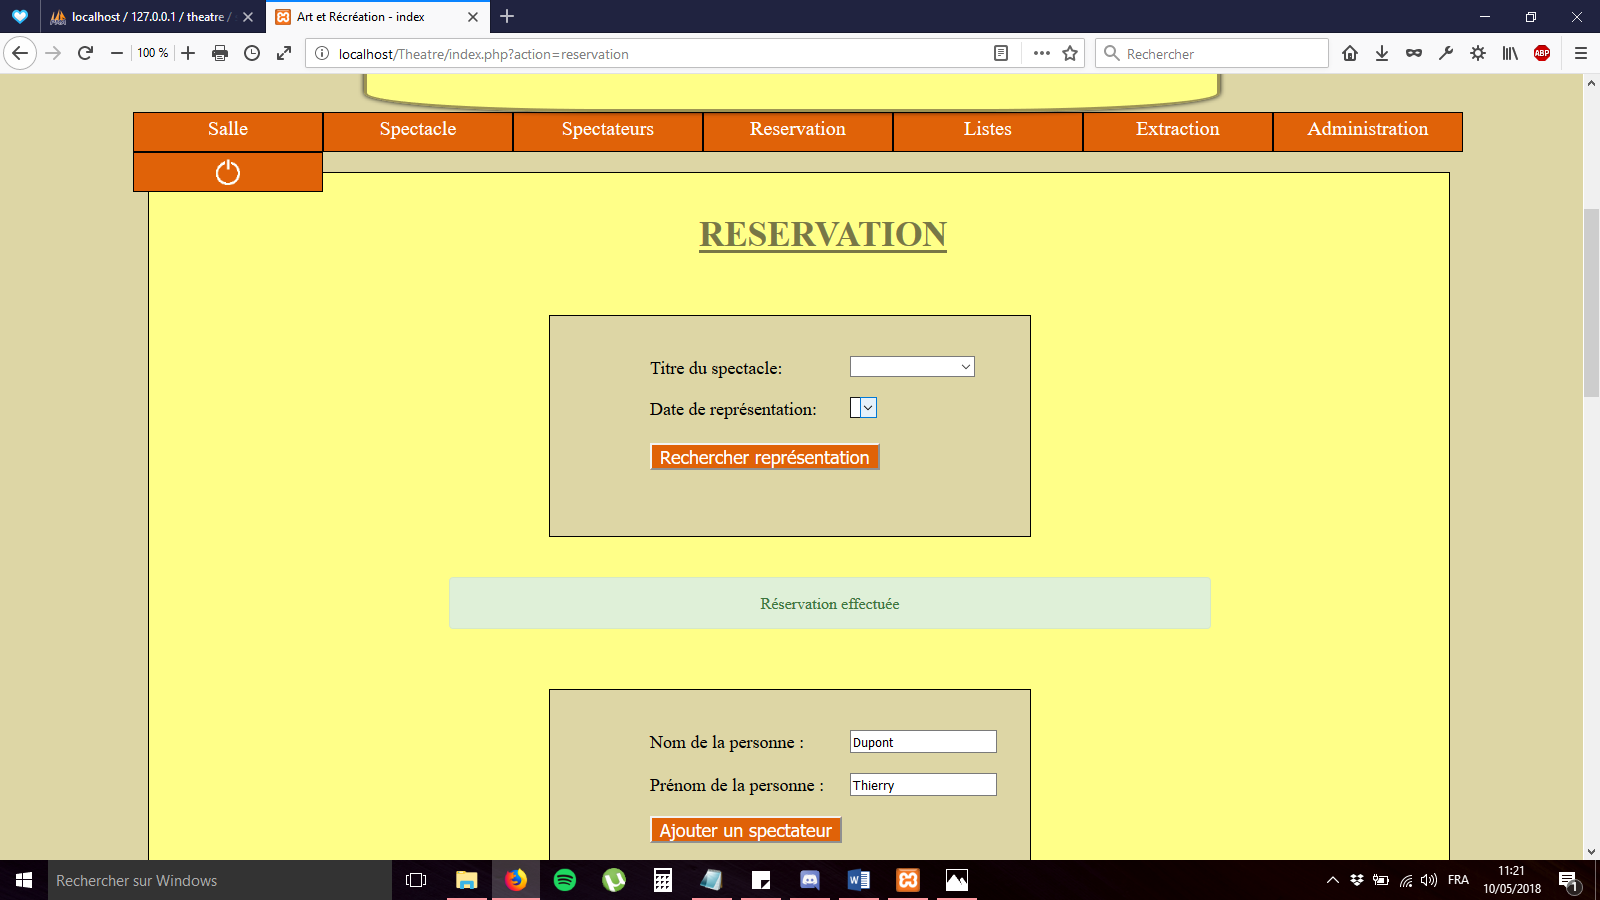 localhost / 127.0.0.1 / theatre /
Art et Récréation - index
100 %
localhost/Theatre/index.php?action=reservation
Rechercher
ABP
Salle
Spectacle
Spectateurs
Reservation
Listes
Extraction
Administration
RESERVATION
Titre du spectacle:
Date de représentation:
Rechercher représentation
Réservation effectuée
Nom de la personne :
Dupont
Prénom de la personne :
Thierry
Ajouter un spectateur
Rechercher sur Windows
FRA
11:21
10/05/2018
1